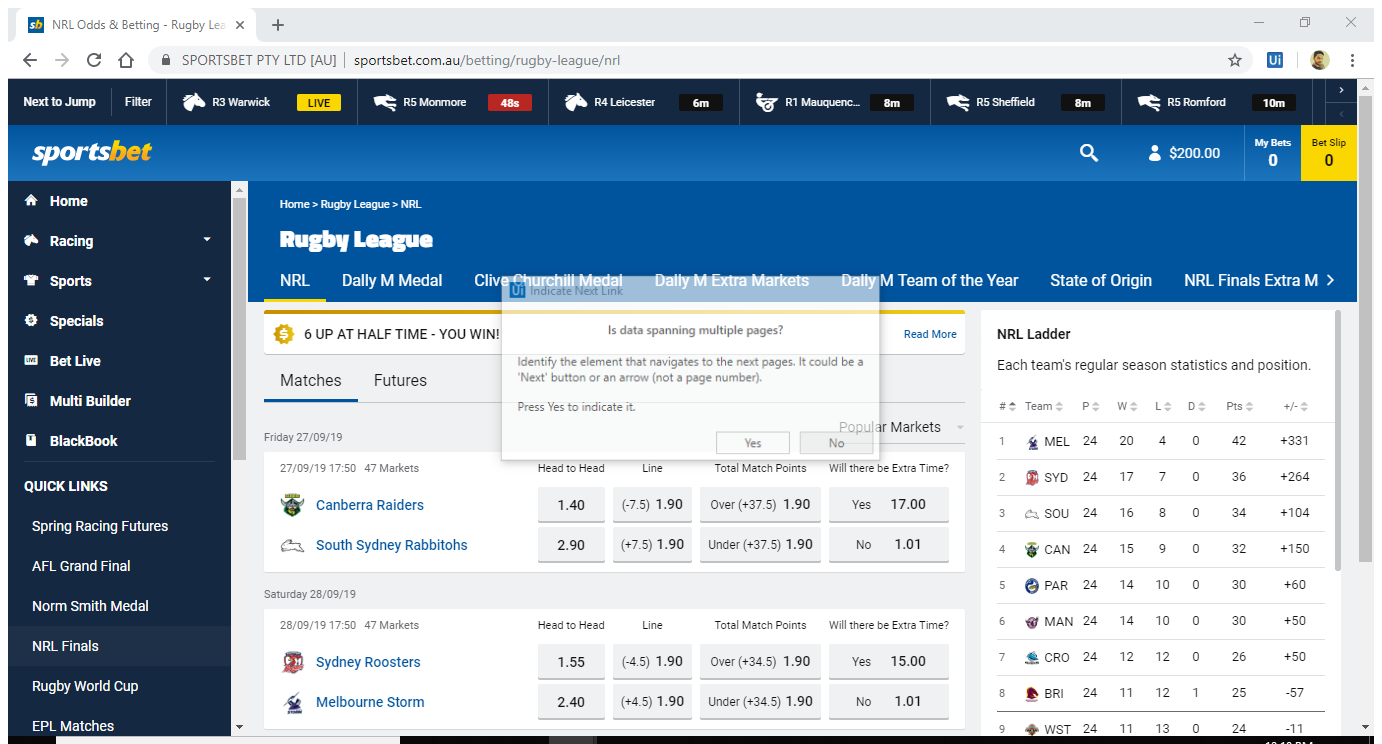 sb NRL Odds & Betting - Rugby Lea
SPORTSBET PTY LTD [AU] sportsbet.com.au/betting/rugby-league/nrl
Ui
Next to Jump Filter R3 Warwick LIVE R5 Monmore 48s R4 Leicester 6m R1 Mauquenc... 8m R5 Sheffield 8m R5 Romford 10m
sportsbet $200.00 My Bets 0 Bet Slip 0
Home
Racing
Sports
Specials
Bet Live
Multi Builder
BlackBook
QUICK LINKS
Spring Racing Futures
AFL Grand Final
Norm Smith Medal
NRL Finals
Rugby World Cup
EPL Matches
Home > Rugby League > NRL
Rugby League
NRL Dally M Medal Clive Churchill Medal Dally M Extra Markets Dally M Team of the Year State of Origin NRL Finals Extra M
Ui Indicate Next Link
Is data spanning multiple pages?
Identify the element that navigates to the next pages. It could be a
'Next' button or an arrow (not a page number).
Press Yes to indicate it.
Yes No
6 UP AT HALF TIME - YOU WIN! Read More
Matches Futures
Popular Markets
Friday 27/09/19
27/09/19 17:50 47 Markets Head to Head Line Total Match Points Will there be Extra Time?
Canberra Raiders 1.40 (-7.5) 1.90 Over (+37.5) 1.90 Yes 17.00
South Sydney Rabbitohs 2.90 (+7.5) 1.90 Under (+37.5) 1.90 No 1.01
Saturday 28/09/19
28/09/19 17:50 47 Markets Head to Head Line Total Match Points Will there be Extra Time?
Sydney Roosters 1.55 (-4.5) 1.90 Over (+34.5) 1.90 Yes 15.00
Melbourne Storm 2.40 (+4.5) 1.90 Under (+34.5) 1.90 No 1.01
NRL Ladder
Each team's regular season statistics and position.
# Team P W L D Pts +/-
1 MEL 24 20 4 0 42 +331
2 SYD 24 17 7 0 36 +264
3 SOU 24 16 8 0 34 +104
4 CAN 24 15 9 0 32 +150
5 PAR 24 14 10 0 30 +60
6 MAN 24 14 10 0 30 +50
7 CRO 24 12 12 0 26 +50
8 BRI 24 11 12 1 25 -57
9 WST 24 11 13 0 24 -11